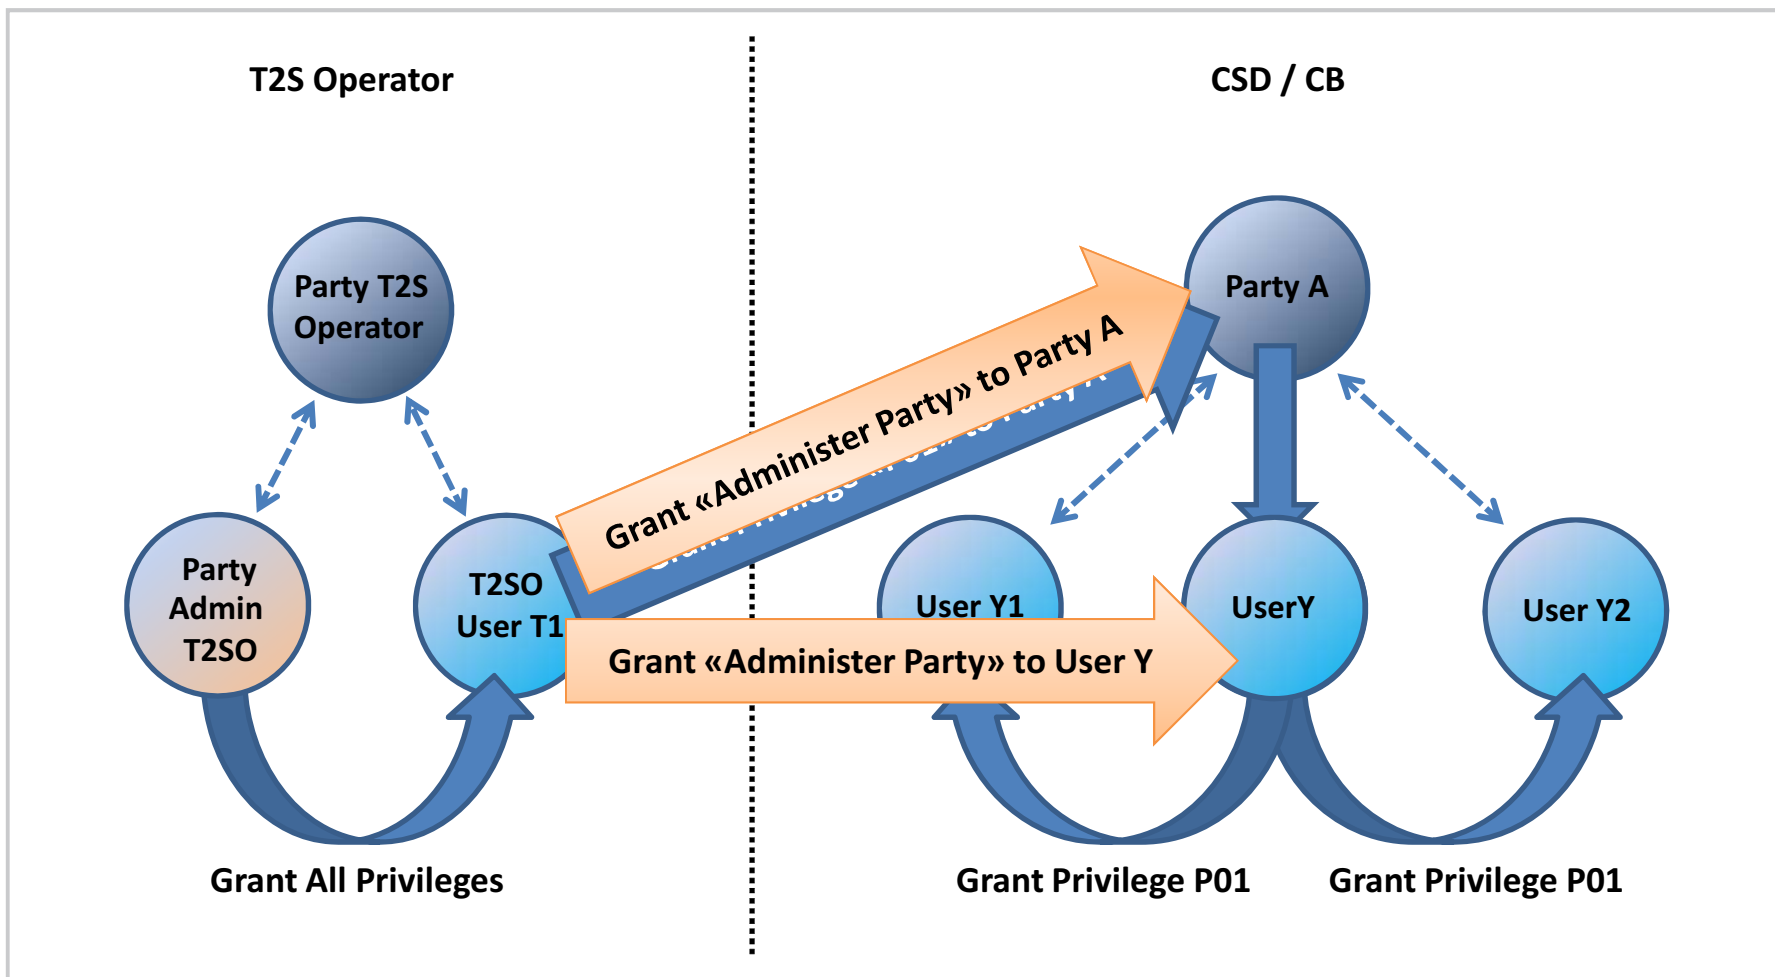 T2S Operator
CSD / CB
Party T2S
Operator
Party A
Grant «Administer Party» to Party A
Party
Admin
T2SO
T2SO
User T1
User Y1
UserY
User Y2
Grant «Administer Party» to User Y
Grant All Privileges
Grant Privilege P01
Grant Privilege P01